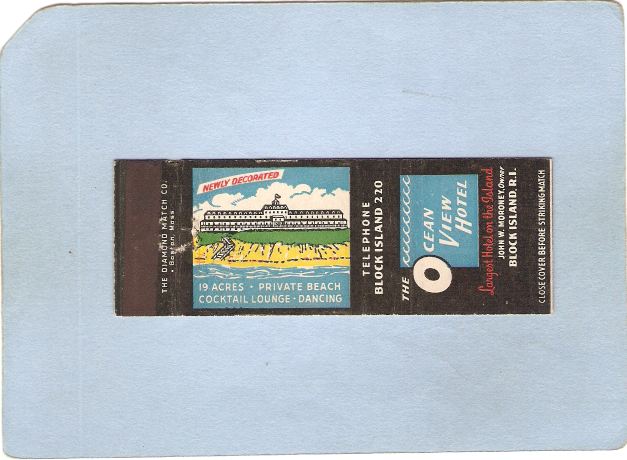 THE DIAMOND MATCH CO.
• Boston, Mass
NEWLY DECORATED
19 ACRES • PRIVATE BEACH
COCKTAIL LOUNGE • DANCING
TELEPHONE
BLOCK ISLAND 220
THE OCEAN
VIEW
HOTEL
Largest Hotel on the Island
JOHN W. MORONEY, Owner
BLOCK ISLAND, R.I.
CLOSE COVER BEFORE STRIKING MATCH